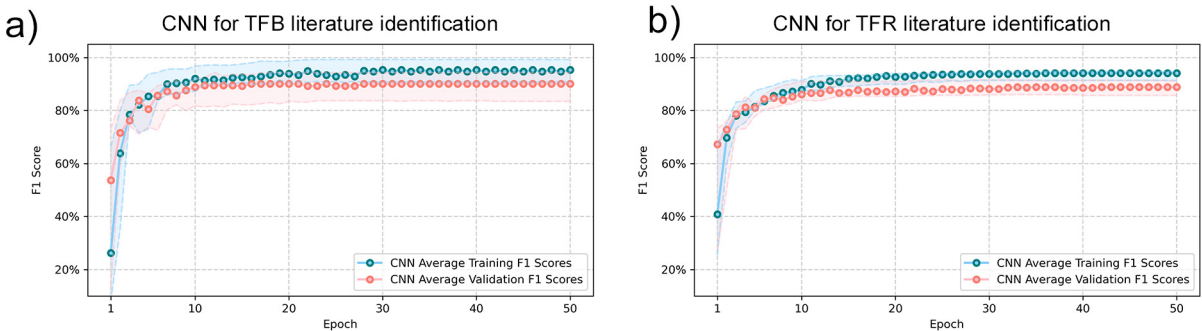 a)
CNN for TFB literature identification
100%
80%
60%
40%
20%
F1 Score
1
10
20
30
40
50
Epoch
CNN Average Training F1 Scores
CNN Average Validation F1 Scores
b)
CNN for TFR literature identification
100%
80%
60%
40%
20%
F1 Score
1
10
20
30
40
50
Epoch
CNN Average Training F1 Scores
CNN Average Validation F1 Scores